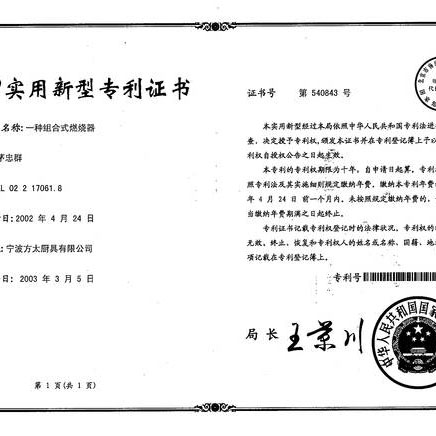 实用新型专利证书
名称:一种组合式燃烧器
茅忠群
L 02 2 17061.8
:2002 年 4 月 24 日
:宁波方太厨具有限公司
:2003 年 3 月 5 日
第 1 页(共 1 页)
证书号 第 540843 号
本实用新型经过本局依照中华人民共和国专利法进
查,决定授予专利权,颁发本证书并在专利登记簿上予以
利权自授权公告之日起生效。
本专利的专利权期限为十年,自申请日起算。专利
照专利法及其实施细则规定缴纳年费。缴纳本专利年费
年 4 月 24 日前一个月内。未按照规定缴纳年费的,
当缴纳年费期满之日起终止。
专利证书记载专利权登记时的法律状况。专利权的
无效、终止、恢复和专利权人的姓名或名称、国籍、地
项记载在专利登记簿上。
专利号
局长 王景川
中华人民共和国国家